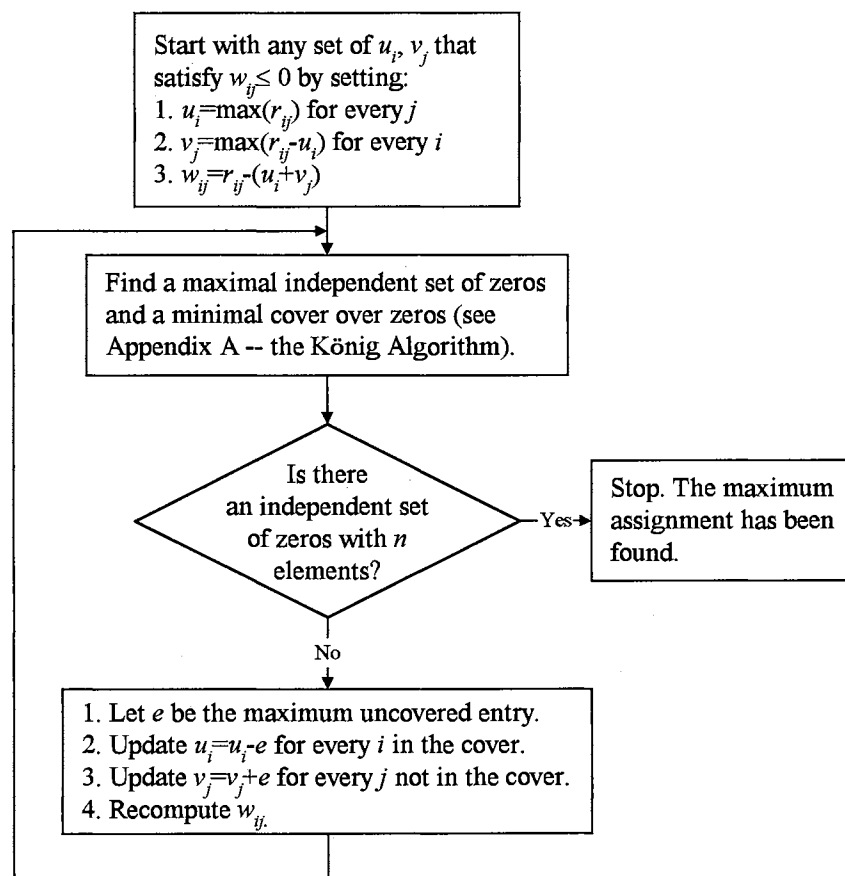 Start with any set of u_i, v_j that
satisfy w_ij ≤ 0 by setting:
1. u_i=max(r_ij) for every j
2. v_j=max(r_ij-u_i) for every i
3. w_ij=r_ij-(u_i+v_j)
Find a maximal independent set of zeros
and a minimal cover over zeros (see
Appendix A -- the König Algorithm).
Is there
an independent set
of zeros with n
elements?
Yes
Stop. The maximum
assignment has been
found.
No
1. Let e be the maximum uncovered entry.
2. Update u_i=u_i-e for every i in the cover.
3. Update v_j=v_j+e for every j not in the cover.
4. Recompute w_ij.